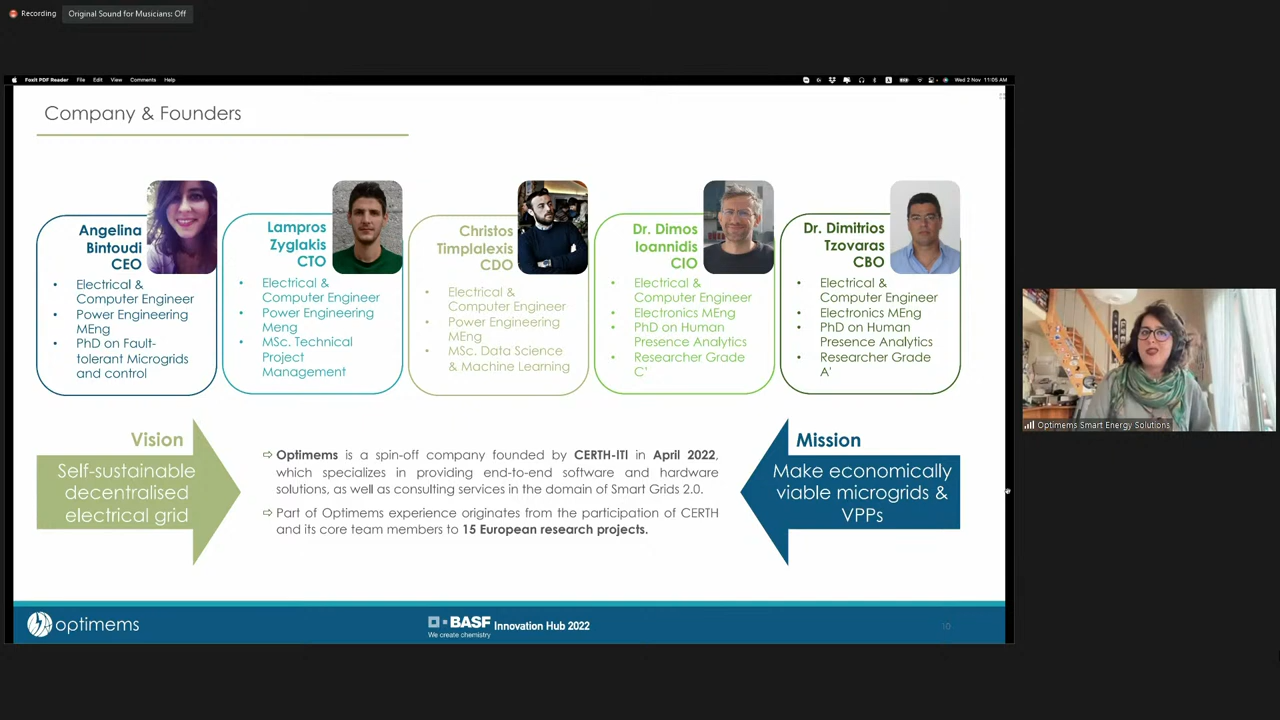 Recording
Original Sound for Musicians: Off
Foxit PDF Reader File Edit View Comments Help
Wed 2 Nov 11:05 AM
Company & Founders
Angelina
Bintoudi
CEO
• Electrical &
Computer Engineer
• Power Engineering
MEng
• PhD on Fault-
tolerant Microgrids
and control
Lampros
Zyglakis
CTO
• Electrical &
Computer Engineer
• Power Engineering
Meng
• MSc. Technical
Project
Management
Christos
Timplalexis
CDO
• Electrical &
Computer Engineer
• Power Engineering
MEng
• MSc. Data Science
& Machine Learning
Dr. Dimos
Ioannidis
CIO
• Electrical &
Computer Engineer
• Electronics MEng
• PhD on Human
Presence Analytics
• Researcher Grade
C'
Dr. Dimitrios
Tzovaras
CBO
• Electrical &
Computer Engineer
• Electronics MEng
• PhD on Human
Presence Analytics
• Researcher Grade
A'
Vision
Self-sustainable
decentralised
electrical grid
⇨ Optimems is a spin-off company founded by CERTH-ITI in April 2022,
which specializes in providing end-to-end software and hardware
solutions, as well as consulting services in the domain of Smart Grids 2.0.
⇨ Part of Optimems experience originates from the participation of CERTH
and its core team members to 15 European research projects.
Mission
Make economically
viable microgrids &
VPPs
Optimems Smart Energy Solutions
optimems
BASF
We create chemistry
Innovation Hub 2022
10